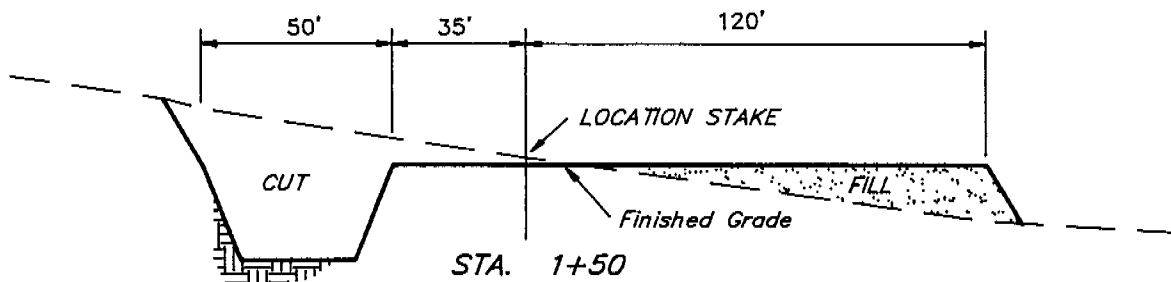 50' 35' 120'
LOCATION STAKE
CUT
FILL
Finished Grade
STA. 1+50